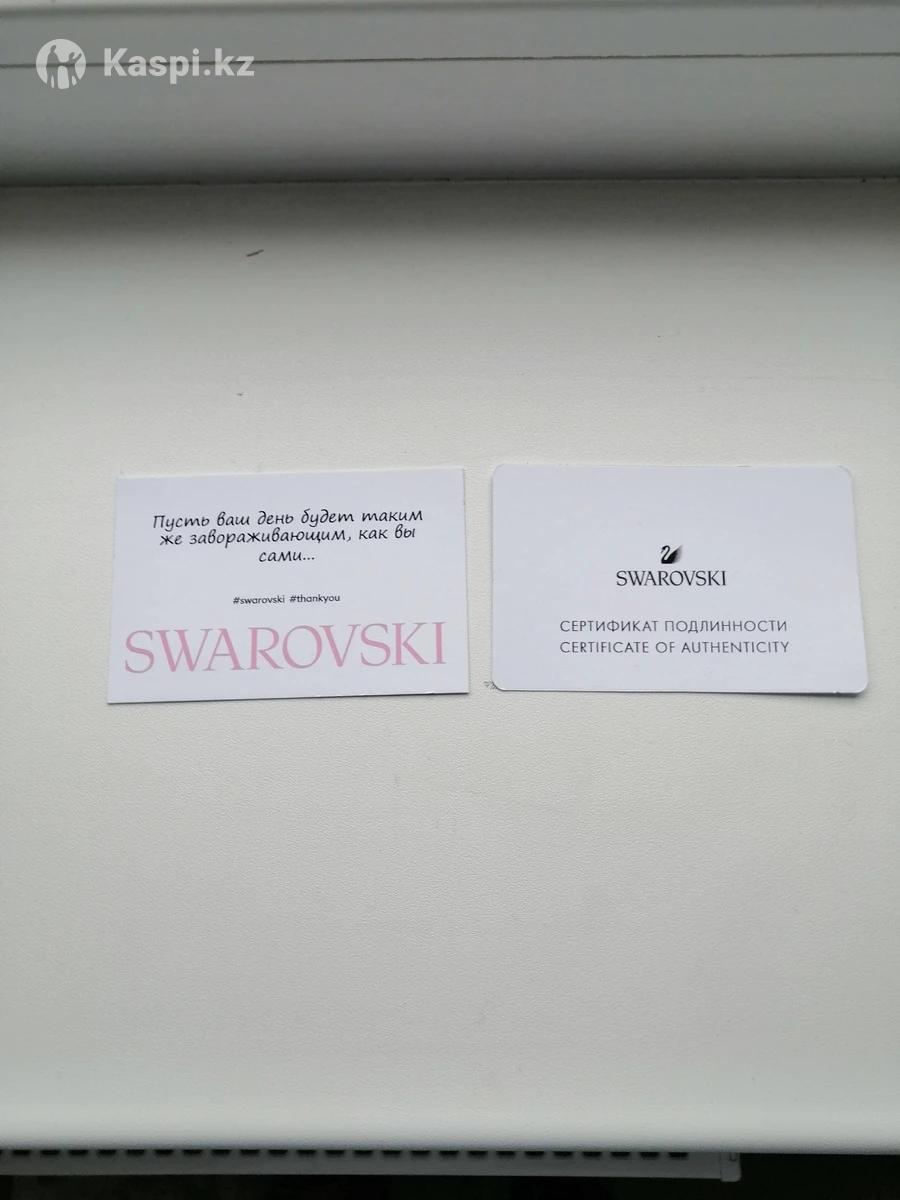 Kaspi.kz
Пусть ваш день будет таким
же завораживающим, как вы
сами...
#swarovski #thankyou
SWAROVSKI
SWAROVSKI
СЕРТИФИКАТ ПОДЛИННОСТИ
CERTIFICATE OF AUTHENTICITY